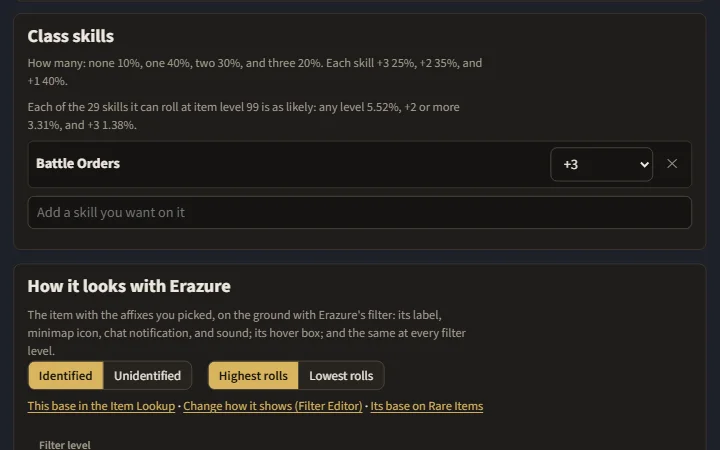 Class skills
How many: none 10%, one 40%, two 30%, and three 20%. Each skill +3 25%, +2 35%, and
+1 40%.
Each of the 29 skills it can roll at item level 99 is as likely: any level 5.52%, +2 or more
3.31%, and +3 1.38%.
Battle Orders +3
Add a skill you want on it
How it looks with Erazure
The item with the affixes you picked, on the ground with Erazure's filter: its label,
minimap icon, chat notification, and sound; its hover box; and the same at every filter
level.
Identified Unidentified Highest rolls Lowest rolls
This base in the Item Lookup · Change how it shows (Filter Editor) · Its base on Rare Items
Filter level